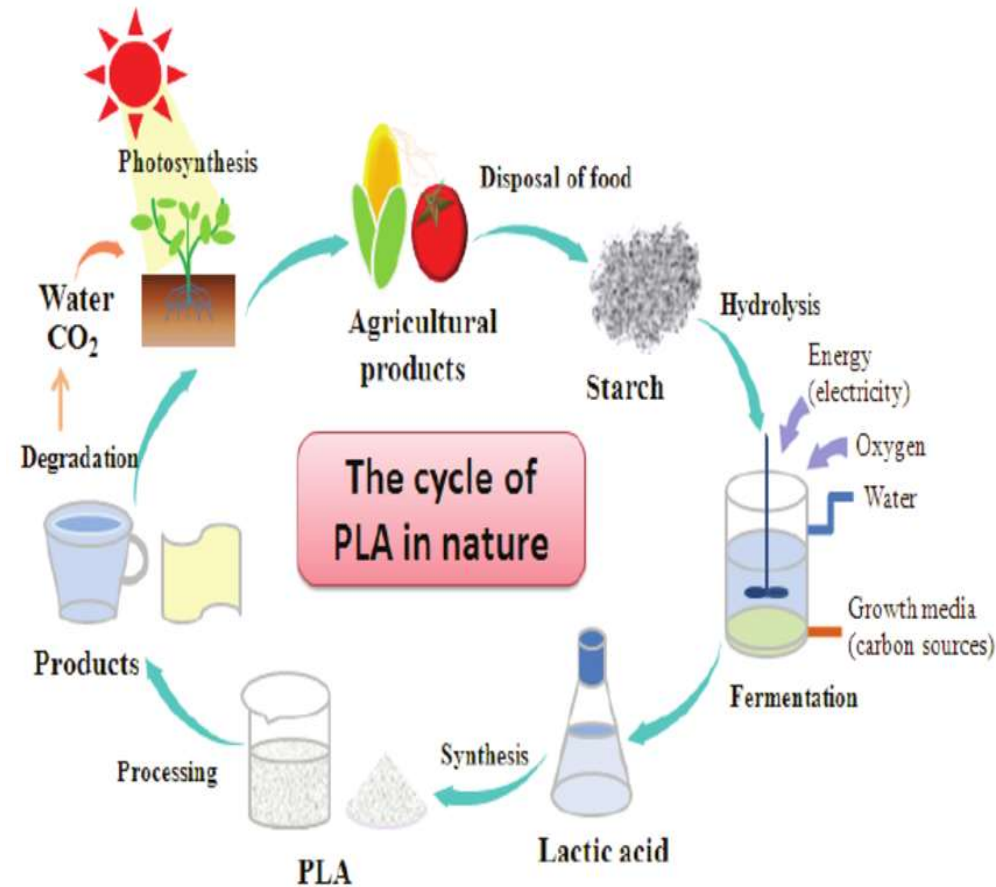 Photosynthesis
Disposal of food
Water
CO₂
Agricultural
products
Starch
Hydrolysis
Energy
(electricity)
Oxygen
Water
Growth media
(carbon sources)
Fermentation
Degradation
The cycle of
PLA in nature
Products
Processing
Synthesis
Lactic acid
PLA